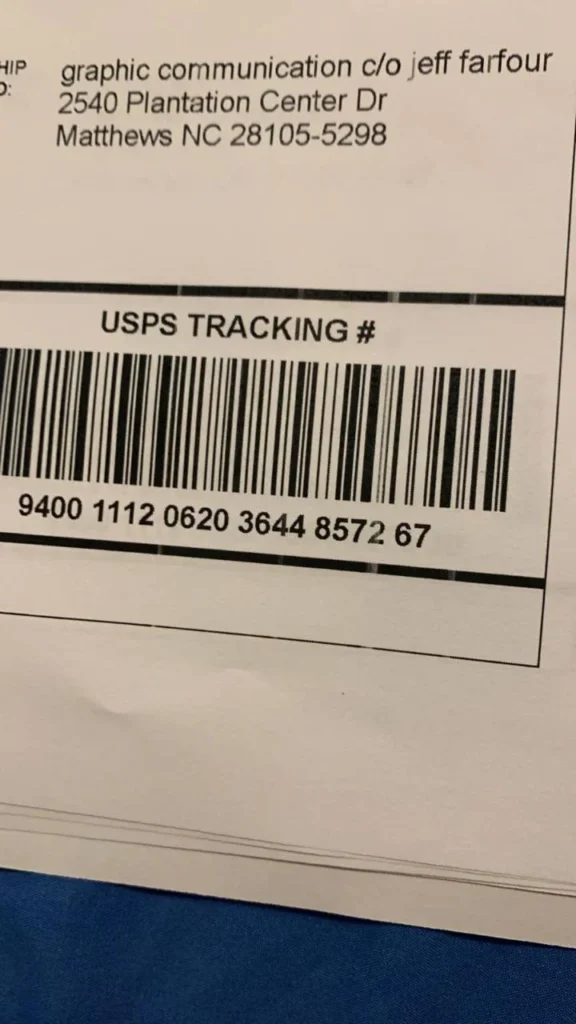 HIP
O:
graphic communication c/o jeff farfour
2540 Plantation Center Dr
Matthews NC 28105-5298
USPS TRACKING #
9400 1112 0620 3644 8572 67